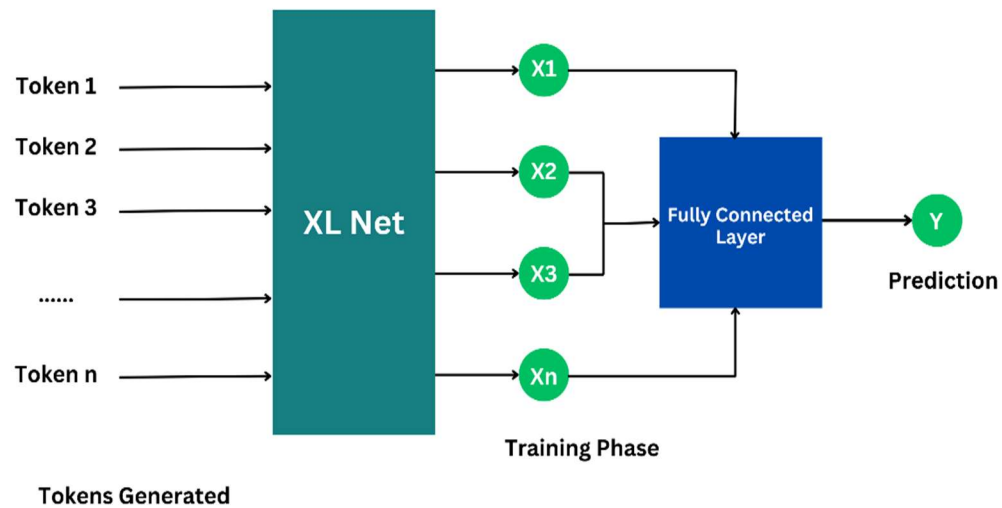 Token 1
Token 2
Token 3
......
Token n
Tokens Generated
XL Net
X1
X2
X3
Xn
Training Phase
Fully Connected
Layer
Y
Prediction